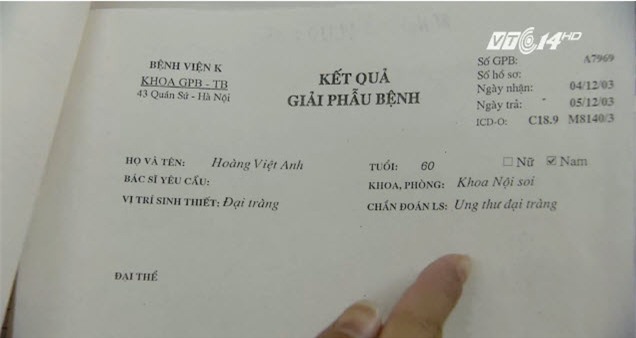 VTC14 HD
BỆNH VIỆN K
KHOA GPB - TB
43 Quán Sứ - Hà Nội
KẾT QUẢ
GIẢI PHẪU BỆNH
Số GPB: A7969
Số hồ sơ:
Ngày nhận: 04/12/03
Ngày trả: 05/12/03
ICD-O: C18.9 M8140/3
HỌ VÀ TÊN: Hoàng Việt Anh TUỔI: 60 Nữ Nam
BÁC SĨ YÊU CẦU: KHOA, PHÒNG: Khoa Nội soi
VỊ TRÍ SINH THIẾT: Đại tràng CHẨN ĐOÁN LS: Ung thư đại tràng
ĐẠI THỂ